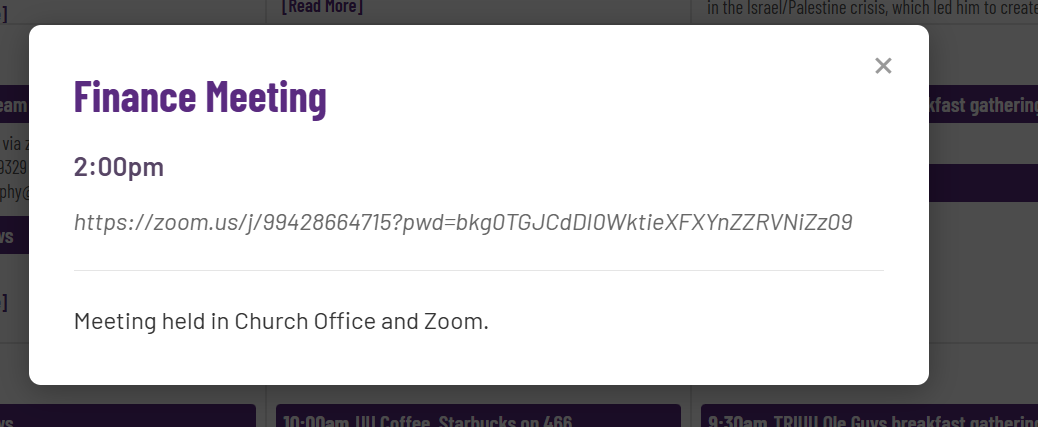 [Read More]
in the Israel/Palestine crisis, which led him to create
Finance Meeting
×
eam
kfast gathering
2:00pm
via z
9329
phy@
https://zoom.us/j/99428664715?pwd=bkg0TGJCdDI0WktieXFXYnZZRVNiZz09
ws
Meeting held in Church Office and Zoom.
ws
10:00am UU Coffee, Starbucks on 466
9:30am TRIUU Ole Guys breakfast gathering